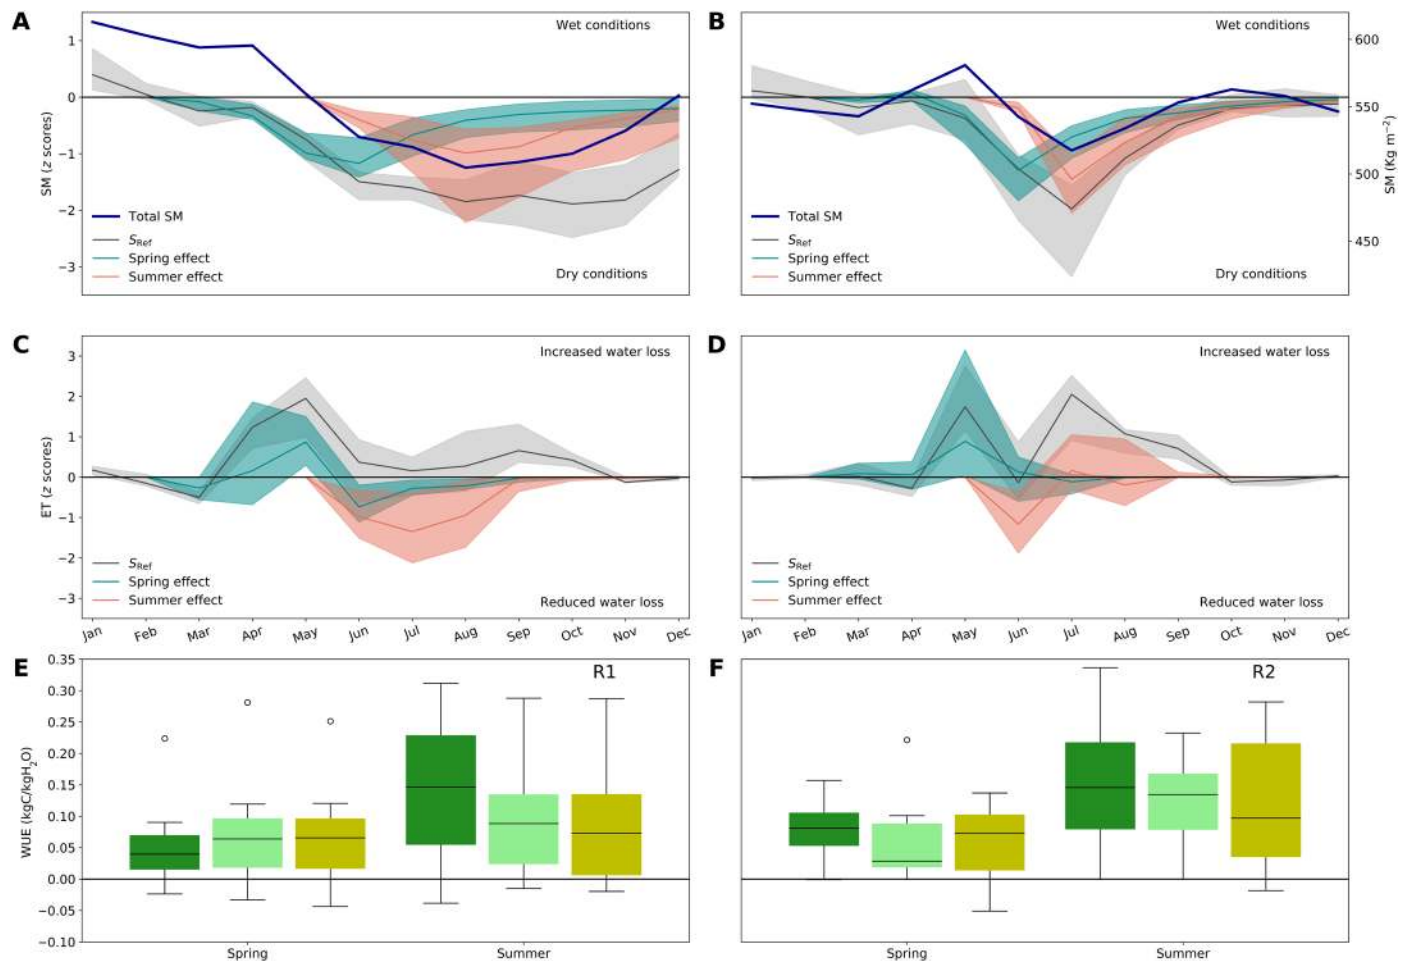 A
Wet conditions
1
0
−1
−2
−3
SM (z scores)
Total SM
SRef
Spring effect
Summer effect
Dry conditions
B
Wet conditions
600
550
500
450
SM (Kg m−2)
Total SM
SRef
Spring effect
Summer effect
Dry conditions
C
Increased water loss
3
2
1
0
−1
−2
−3
ET (z scores)
SRef
Spring effect
Summer effect
Reduced water loss
Jan Feb Mar Apr May Jun Jul Aug Sep Oct Nov Dec
D
Increased water loss
SRef
Spring effect
Summer effect
Reduced water loss
Jan Feb Mar Apr May Jun Jul Aug Sep Oct Nov Dec
E
R1
0.35
0.30
0.25
0.20
0.15
0.10
0.05
0.00
−0.05
−0.10
WUE (kgC/kgH2O)
Spring Summer
F
R2
Spring Summer